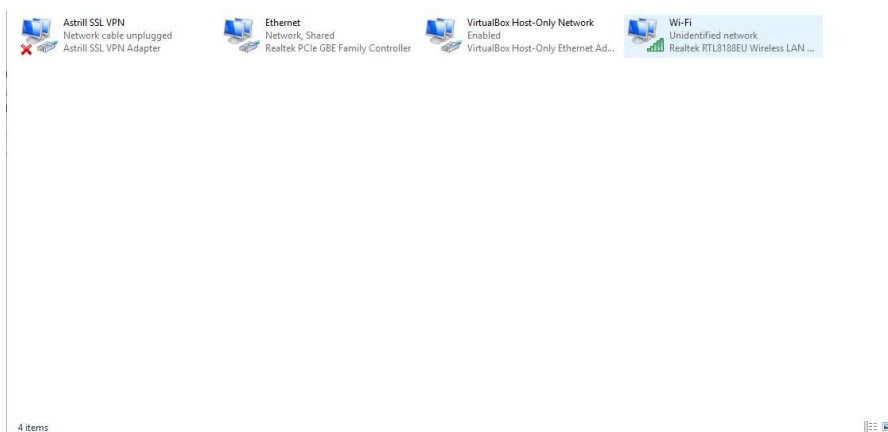 Astrill SSL VPN
Network cable unplugged
Astrill SSL VPN Adapter
Ethernet
Network, Shared
Realtek PCIe GBE Family Controller
VirtualBox Host-Only Network
Enabled
VirtualBox Host-Only Ethernet Ad...
Wi-Fi
Unidentified network
Realtek RTL8188EU Wireless LAN ...
4 items